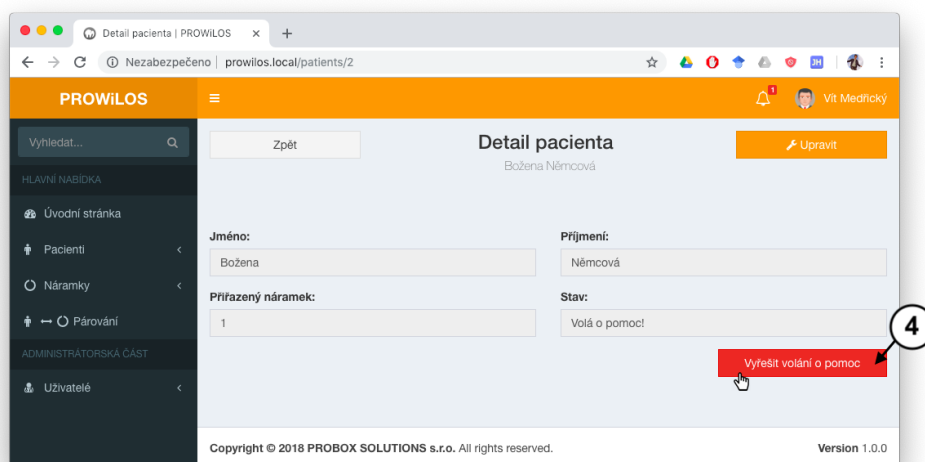 Detail pacienta | PROWiLOS
Nezabezpečeno | prowilos.local/patients/2
JH
PROWiLOS
1
Vít Medřický
Vyhledat...
Zpět
Detail pacienta
Upravit
Božena Němcová
HLAVNÍ NABÍDKA
Úvodní stránka
Pacienti
Náramky
Párování
ADMINISTRÁTORSKÁ ČÁST
Uživatelé
Jméno:
Příjmení:
Božena
Němcová
Přiřazený náramek:
Stav:
1
Volá o pomoc!
4
Vyřešit volání o pomoc
Copyright © 2018 PROBOX SOLUTIONS s.r.o. All rights reserved.
Version 1.0.0